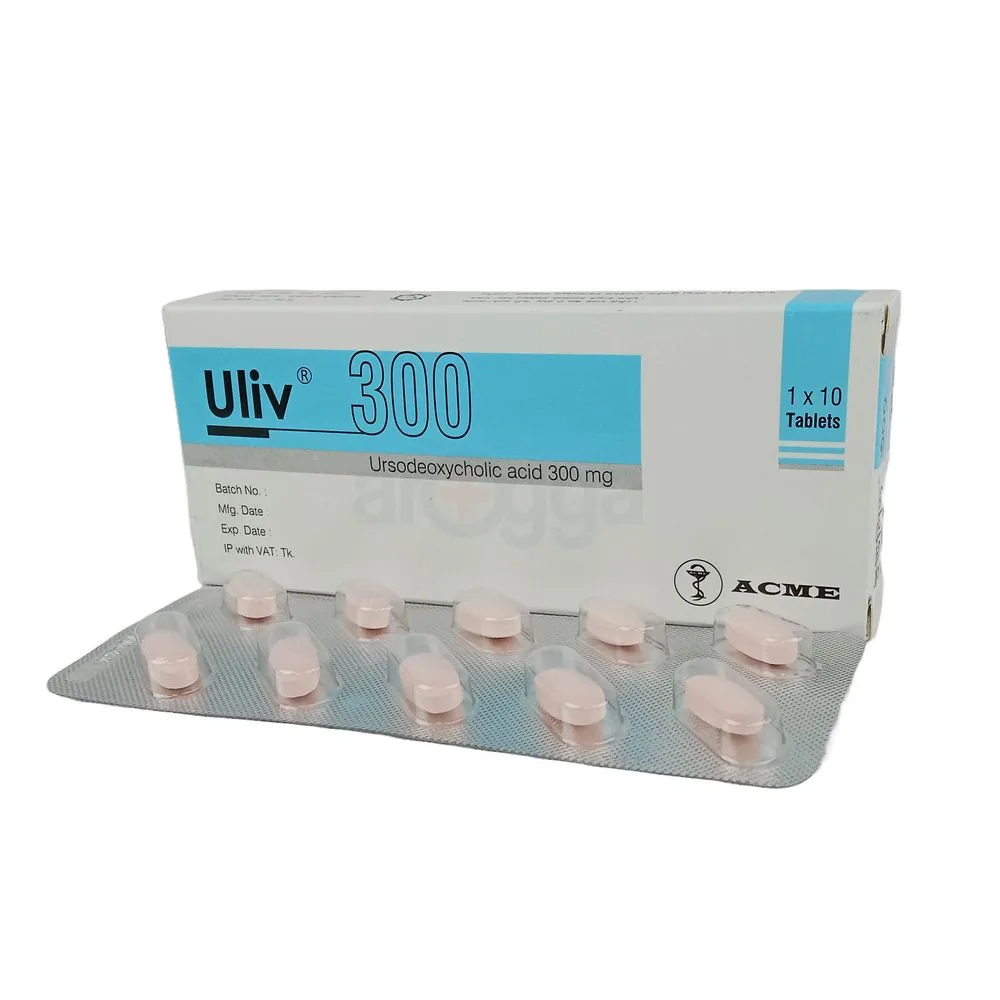 Uliv® 300
Ursodeoxycholic acid 300 mg
Batch No. :
Mfg. Date :
Exp. Date :
IP with VAT: Tk.
1 x 10
Tablets
ACME
arogga